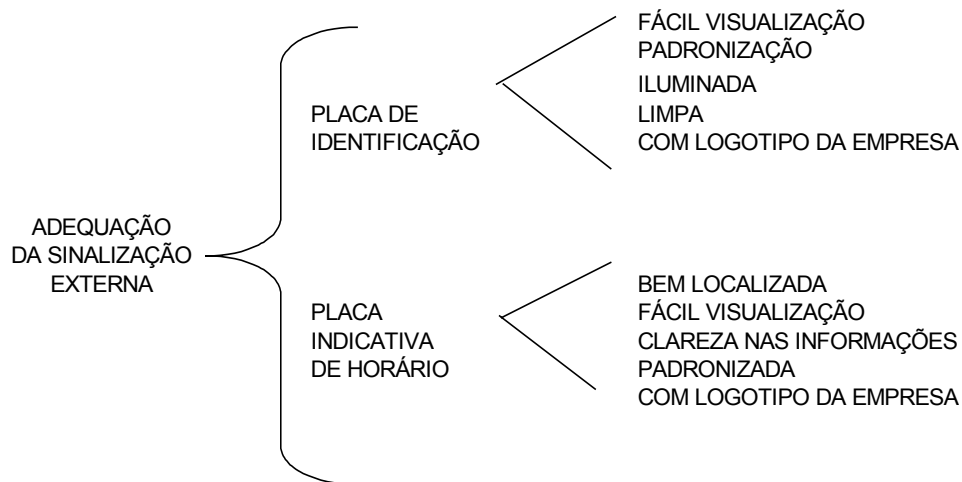 ADEQUAÇÃO
DA SINALIZAÇÃO
EXTERNA
PLACA DE
IDENTIFICAÇÃO
FÁCIL VISUALIZAÇÃO
PADRONIZAÇÃO
ILUMINADA
LIMPA
COM LOGOTIPO DA EMPRESA
PLACA
INDICATIVA
DE HORÁRIO
BEM LOCALIZADA
FÁCIL VISUALIZAÇÃO
CLAREZA NAS INFORMAÇÕES
PADRONIZADA
COM LOGOTIPO DA EMPRESA